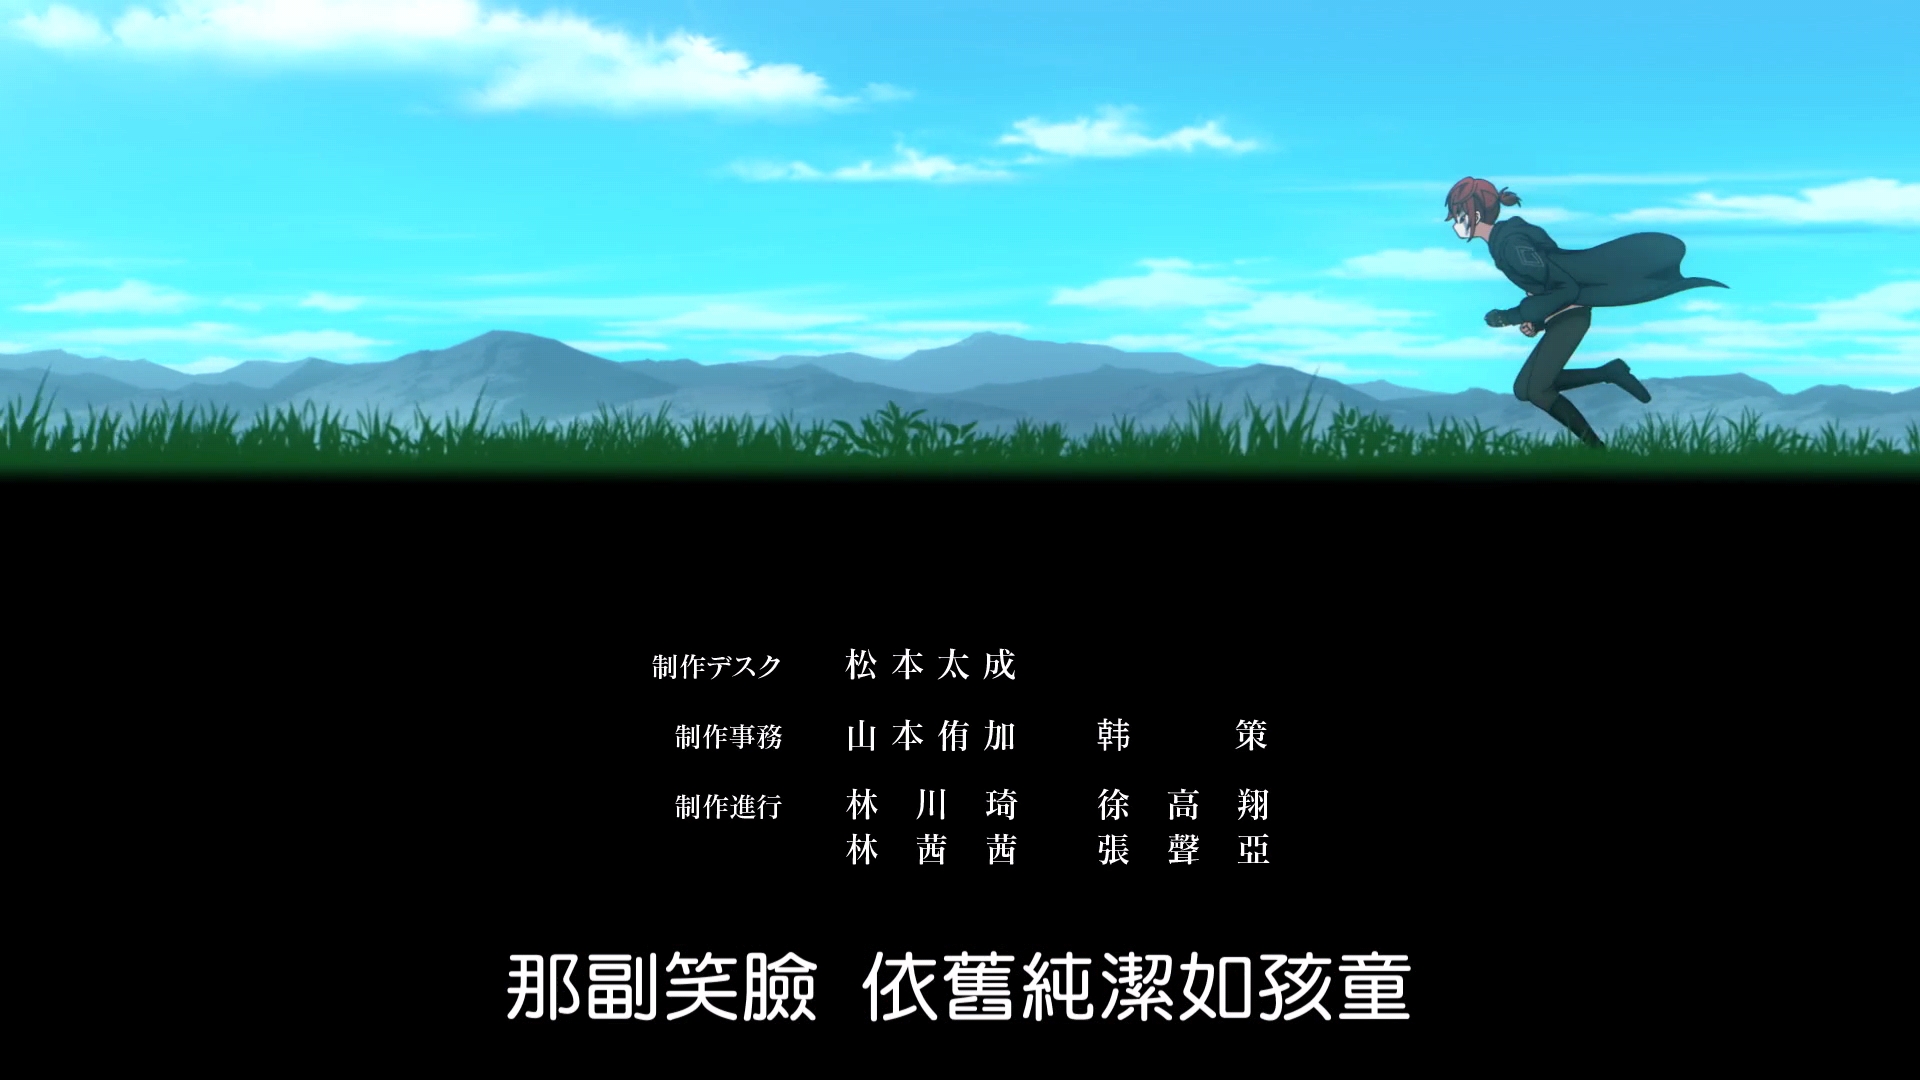 制作デスク 松本太成
制作事務 山本侑加 韩策
制作進行 林川琦 徐高翔
林茜茜 張聲亞
那副笑臉 依舊純潔如孩童